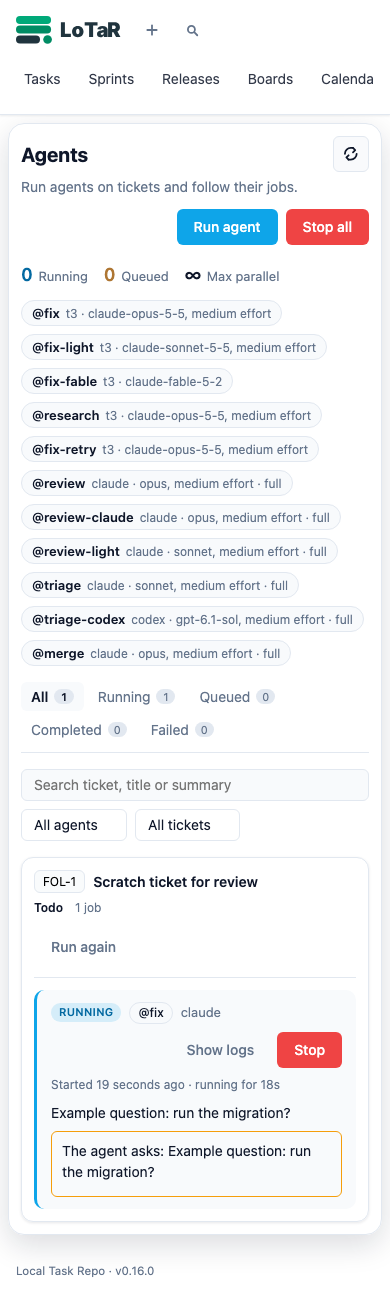 LoTaR
Tasks Sprints Releases Boards Calenda
Agents
Run agents on tickets and follow their jobs.
Run agent Stop all
0 Running 0 Queued ∞ Max parallel
@fix t3 · claude-opus-5-5, medium effort
@fix-light t3 · claude-sonnet-5-5, medium effort
@fix-fable t3 · claude-fable-5-2
@research t3 · claude-opus-5-5, medium effort
@fix-retry t3 · claude-opus-5-5, medium effort
@review claude · opus, medium effort · full
@review-claude claude · opus, medium effort · full
@review-light claude · sonnet, medium effort · full
@triage claude · sonnet, medium effort · full
@triage-codex codex · gpt-6.1-sol, medium effort · full
@merge claude · opus, medium effort · full
All 1 Running 1 Queued 0
Completed 0 Failed 0
Search ticket, title or summary
All agents All tickets
FOL-1 Scratch ticket for review
Todo 1 job
Run again
RUNNING @fix claude
Show logs Stop
Started 19 seconds ago · running for 18s
Example question: run the migration?
The agent asks: Example question: run
the migration?
Local Task Repo · v0.16.0